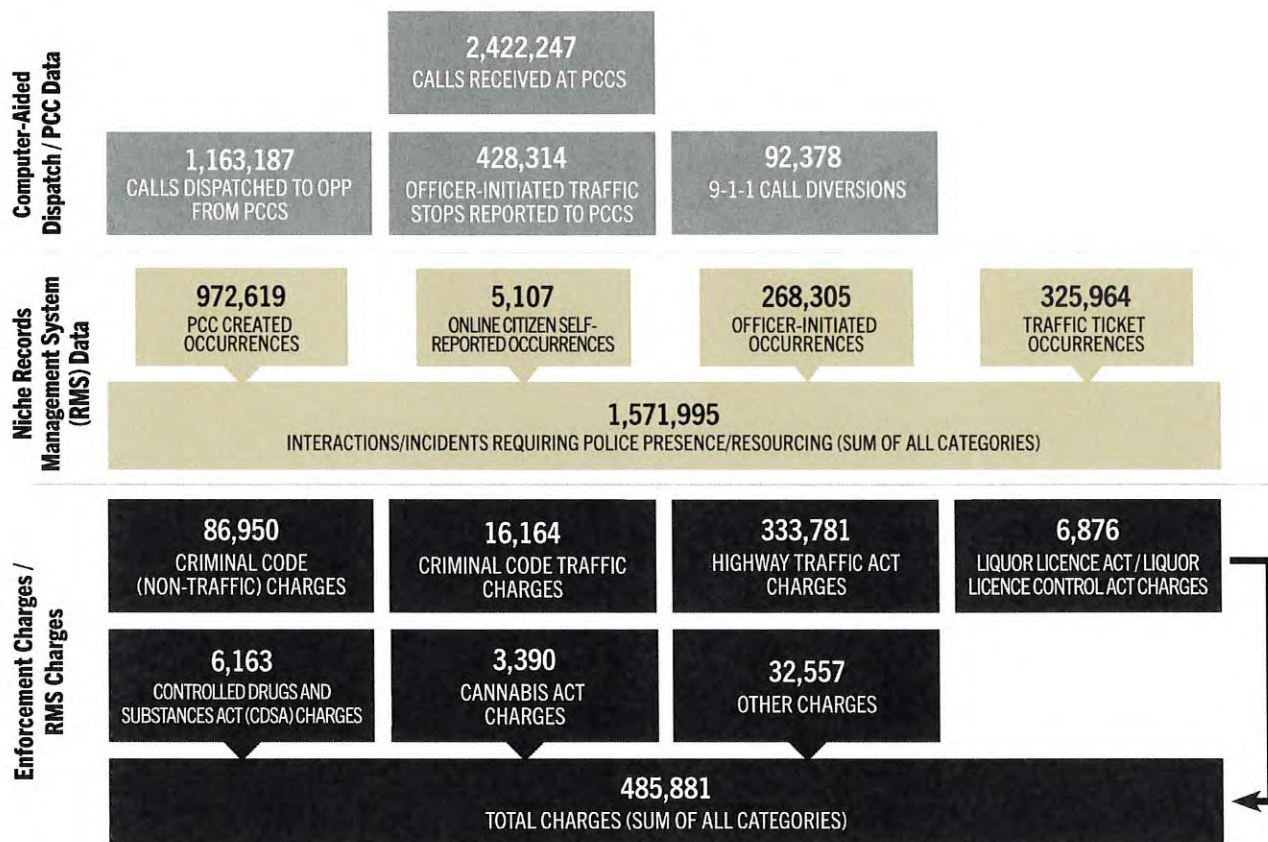 Computer-Aided
Dispatch / PCC Data
2,422,247
CALLS RECEIVED AT PCCS
1,163,187
CALLS DISPATCHED TO OPP
FROM PCCS
428,314
OFFICER-INITIATED TRAFFIC
STOPS REPORTED TO PCCS
92,378
9-1-1 CALL DIVERSIONS
Niche Records
Management System
(RMS) Data
972,619
PCC CREATED
OCCURRENCES
5,107
ONLINE CITIZEN SELF-
REPORTED OCCURRENCES
268,305
OFFICER-INITIATED
OCCURRENCES
325,964
TRAFFIC TICKET
OCCURRENCES
1,571,995
INTERACTIONS/INCIDENTS REQUIRING POLICE PRESENCE/RESOURCING (SUM OF ALL CATEGORIES)
Enforcement Charges /
RMS Charges
86,950
CRIMINAL CODE
(NON-TRAFFIC) CHARGES
16,164
CRIMINAL CODE TRAFFIC
CHARGES
333,781
HIGHWAY TRAFFIC ACT
CHARGES
6,876
LIQUOR LICENCE ACT / LIQUOR
LICENCE CONTROL ACT CHARGES
6,163
CONTROLLED DRUGS AND
SUBSTANCES ACT (CDSA) CHARGES
3,390
CANNABIS ACT
CHARGES
32,557
OTHER CHARGES
485,881
TOTAL CHARGES (SUM OF ALL CATEGORIES)